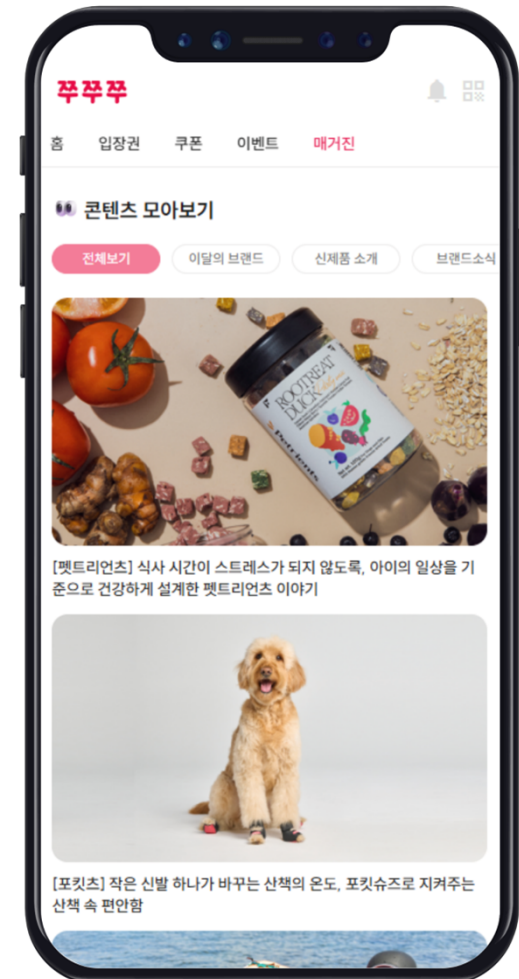 쭈쭈쭈
홈 입장권 쿠폰 이벤트 매거진
콘텐츠 모아보기
전체보기 이달의 브랜드 신제품 소개 브랜드소식
ROOTREAT
DUCK
Petrients
[펫트리언츠] 식사 시간이 스트레스가 되지 않도록, 아이의 일상을 기
준으로 건강하게 설계한 펫트리언츠 이야기
[포킷츠] 작은 신발 하나가 바꾸는 산책의 온도, 포킷슈즈로 지켜주는
산책 속 편안함